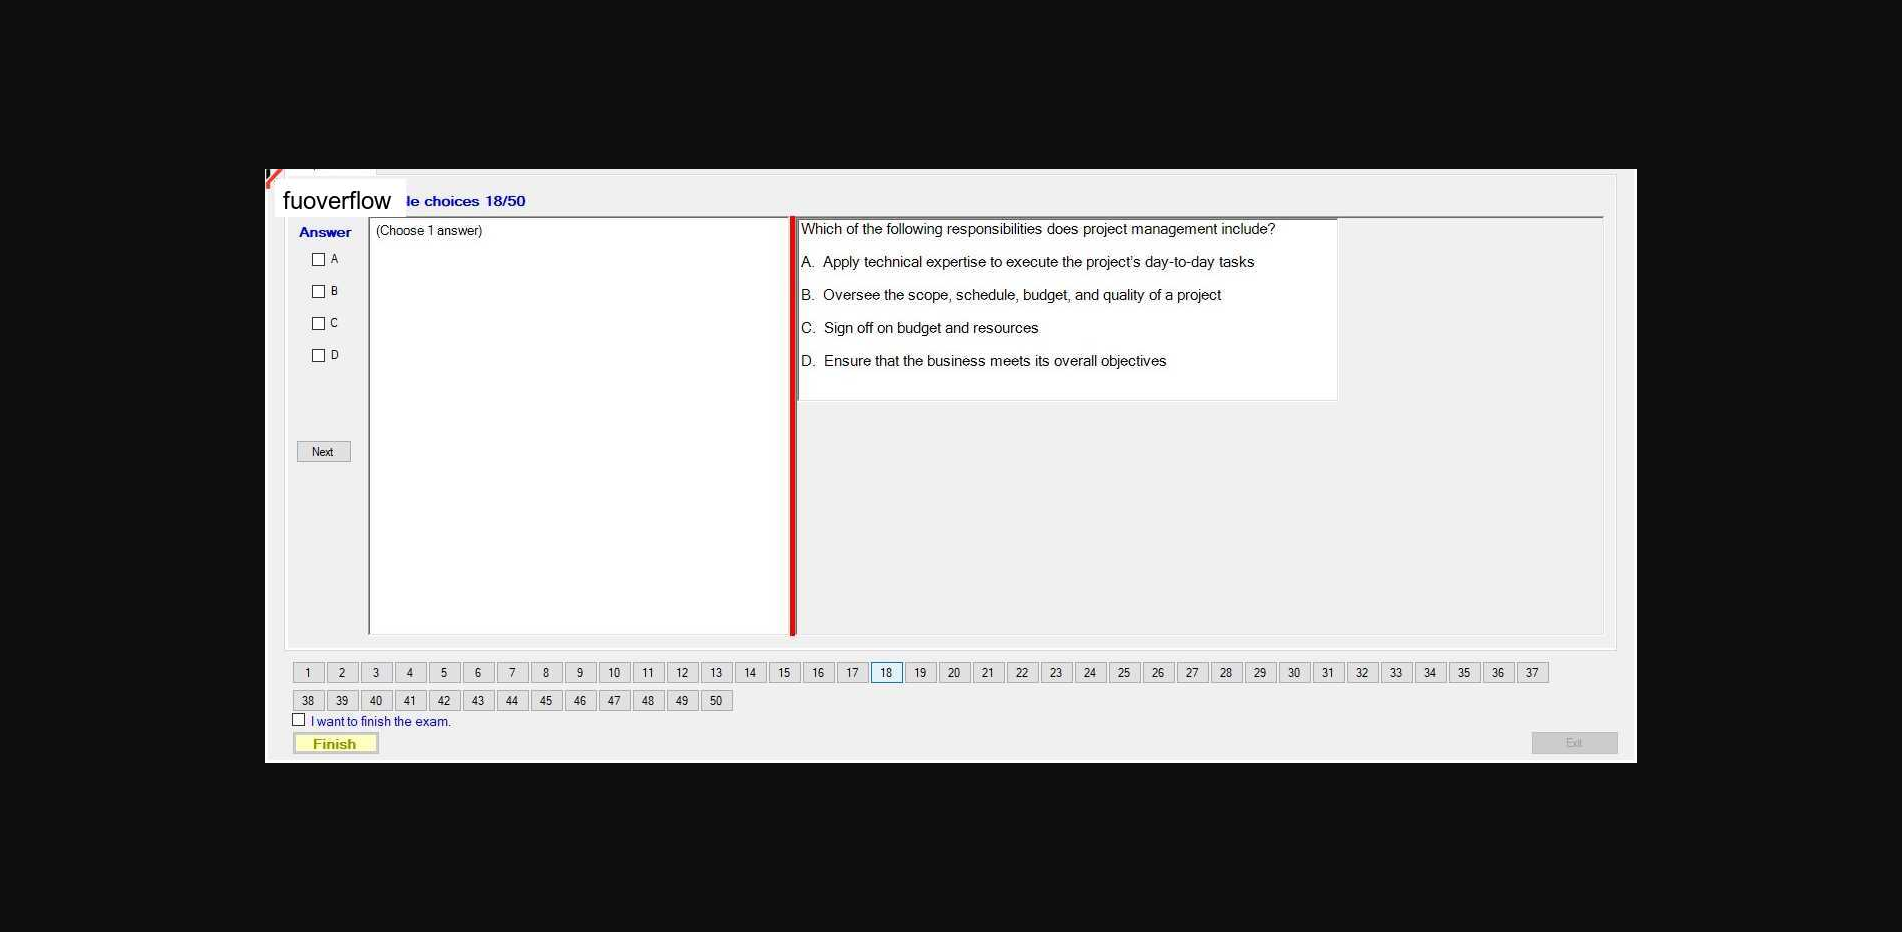 fuoverflow
le choices 18/50
Answer
(Choose 1 answer)
A
B
C
D
Next
Which of the following responsibilities does project management include?
A. Apply technical expertise to execute the project's day-to-day tasks
B. Oversee the scope, schedule, budget, and quality of a project
C. Sign off on budget and resources
D. Ensure that the business meets its overall objectives
1 2 3 4 5 6 7 8 9 10 11 12 13 14 15 16 17 18 19 20 21 22 23 24 25 26 27 28 29 30 31 32 33 34 35 36 37
38 39 40 41 42 43 44 45 46 47 48 49 50
I want to finish the exam.
Finish
Exit